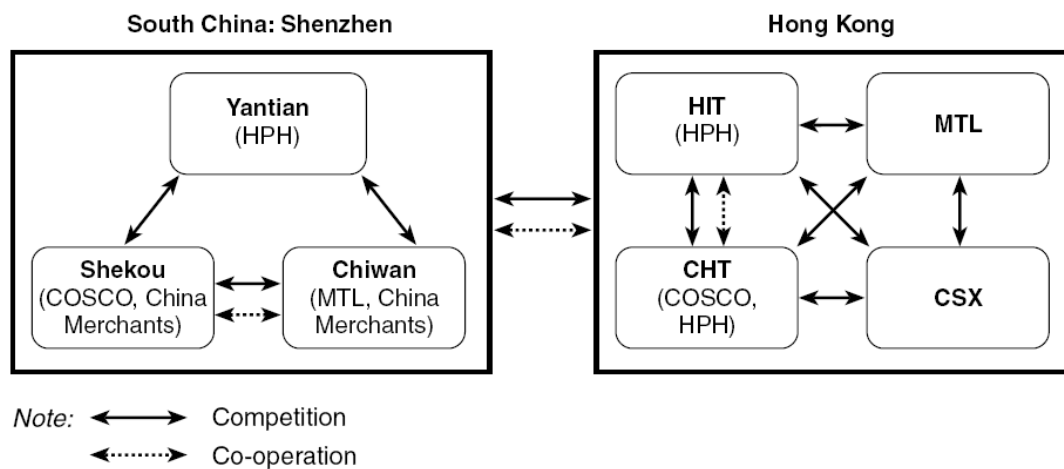 South China: Shenzhen
Yantian
(HPH)
Shekou
(COSCO, China
Merchants)
Chiwan
(MTL, China
Merchants)
Hong Kong
HIT
(HPH)
MTL
CHT
(COSCO,
HPH)
CSX
Note:
Competition
Co-operation